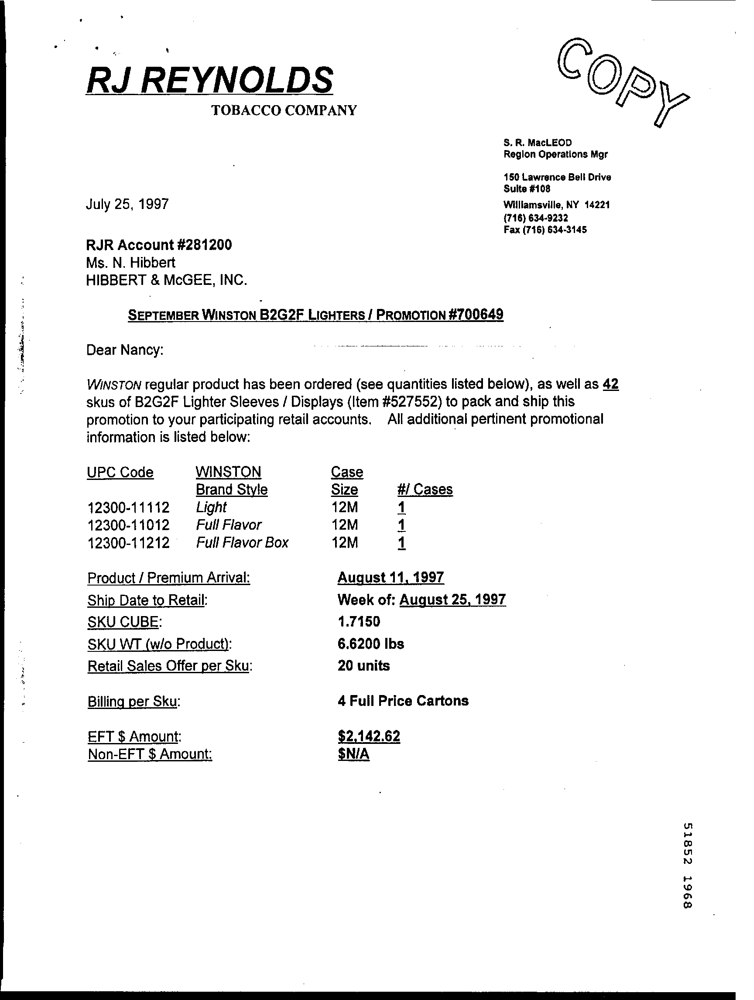 RJ REYNOLDS
TOBACCO COMPANY
COPY
S. R. MacLEOD
Region Operations Mgr
150 Lawrence Bell Drive
Suite #108
Williamsville, NY 14221
(716) 634-9232
Fax (716) 634-3145
July 25, 1997
RJR Account #281200
Ms. N. Hibbert
HIBBERT & McGEE, INC.
SEPTEMBER WINSTON B2G2F LIGHTERS / PROMOTION #700649
Dear Nancy:
WINSTON regular product has been ordered (see quantities listed below), as well as 42
skus of B2G2F Lighter Sleeves / Displays (Item #527552) to pack and ship this
promotion to your participating retail accounts. All additional pertinent promotional
information is listed below:
UPC Code WINSTON Case
Brand Style Size #/ Cases
12300-11112 Light 12M 1
12300-11012 Full Flavor 12M 1
12300-11212 Full Flavor Box 12M 1
Product / Premium Arrival: August 11, 1997
Ship Date to Retail: Week of: August 25, 1997
SKU CUBE: 1.7150
SKU WT (w/o Product): 6.6200 lbs
Retail Sales Offer per Sku: 20 units
Billing per Sku: 4 Full Price Cartons
EFT $ Amount: $2,142.62
Non-EFT $ Amount: $N/A
51852 1968